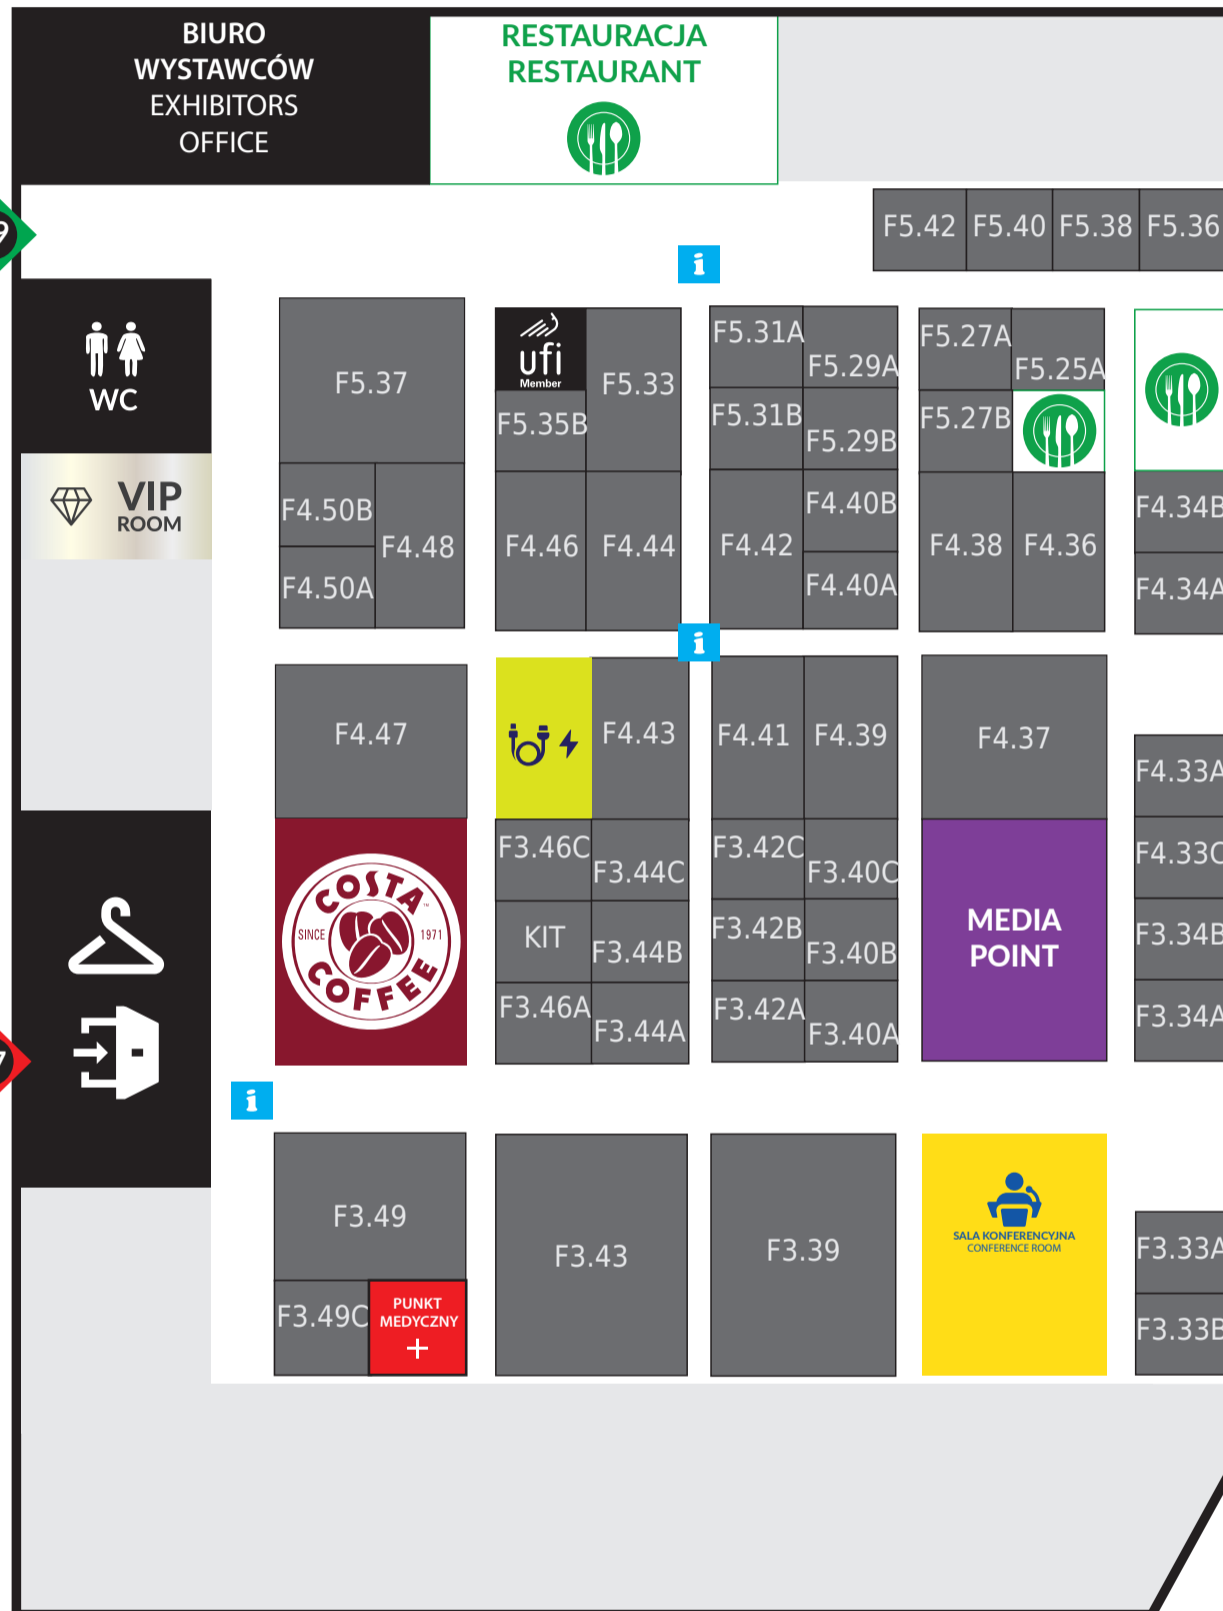 BIURO
WYSTAWCÓW
EXHIBITORS
OFFICE
RESTAURACJA
RESTAURANT
F5.42 F5.40 F5.38 F5.36
9
i
WC
VIP
ROOM
F5.37
F4.50B
F4.48
F4.50A
ufi
Member
F5.33
F5.35B
F4.46 F4.44
F5.31A
F5.29A
F5.31B
F5.29B
F4.40B
F4.42
F4.40A
F5.27A
F5.25A
F5.27B
F4.38 F4.36
F4.34B
F4.34A
i
F4.47
F4.43
F4.41 F4.39
F4.37
F4.33A
F4.33C
F3.34B
F3.34A
COSTA
™
SINCE 1971
COFFEE
F3.46C
F3.44C
KIT
F3.44B
F3.46A
F3.44A
F3.42C
F3.40C
F3.42B
F3.40B
F3.42A
F3.40A
MEDIA
POINT
7
i
F3.49
F3.49C
PUNKT
MEDYCZNY
F3.43
F3.39
SALA KONFERENCYJNA
CONFERENCE ROOM
F3.33A
F3.33B